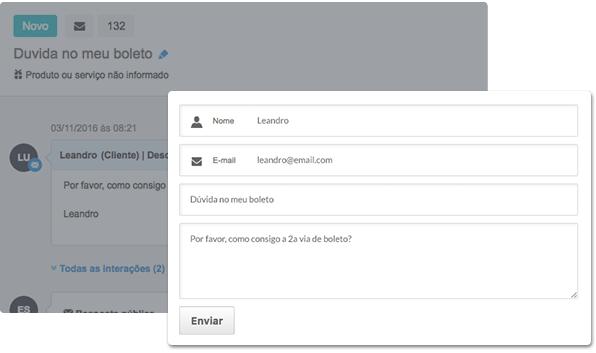 Novo
132
Duvida no meu boleto
Produto ou serviço não informado
03/11/2016 às 08:21
LU
Leandro (Cliente) | Desc
Por favor, como consigo
Leandro
Todas as interações (2)
ES
Resposta pública
Nome Leandro
E-mail leandro@email.com
Dúvida no meu boleto
Por favor, como consigo a 2a via de boleto?
Enviar